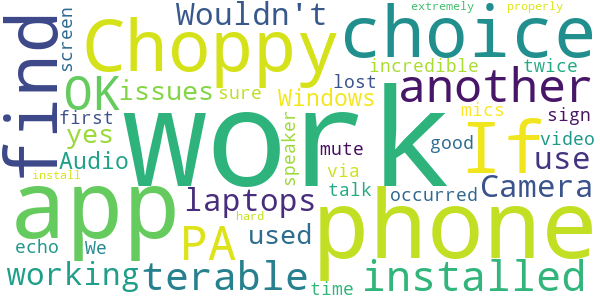 extremely properly
Wouldn't
screen
find
Choppy
choice
incredible twice
another
lost
OK issues sure Windows
mics sign
first
yes
work
If
speaker
mute
good
video
Audio
via
use
install
app
laptops
talk
phone
occurred
Camera
hard
PA
used
echo We
working terable
time
installed